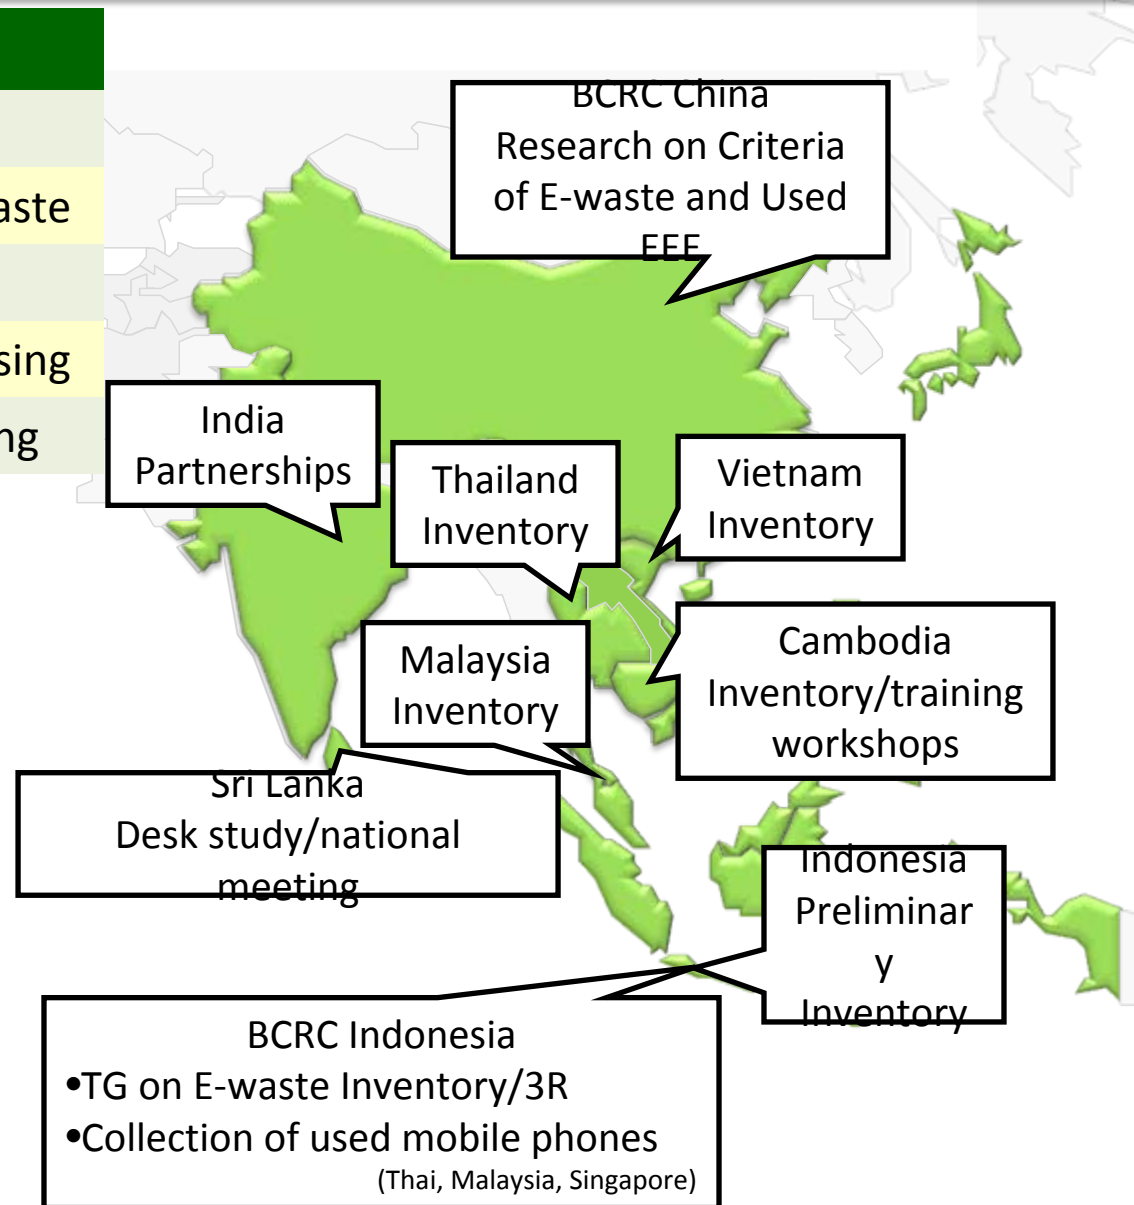 aste
sing
ng
BCRC China
Research on Criteria
of E-waste and Used
EEE
India
Partnerships
Thailand
Inventory
Vietnam
Inventory
Malaysia
Inventory
Cambodia
Inventory/training
workshops
Sri Lanka
Desk study/national
meeting
Indonesia
Preliminar
y
Inventory
BCRC Indonesia
•TG on E-waste Inventory/3R
•Collection of used mobile phones
(Thai, Malaysia, Singapore)